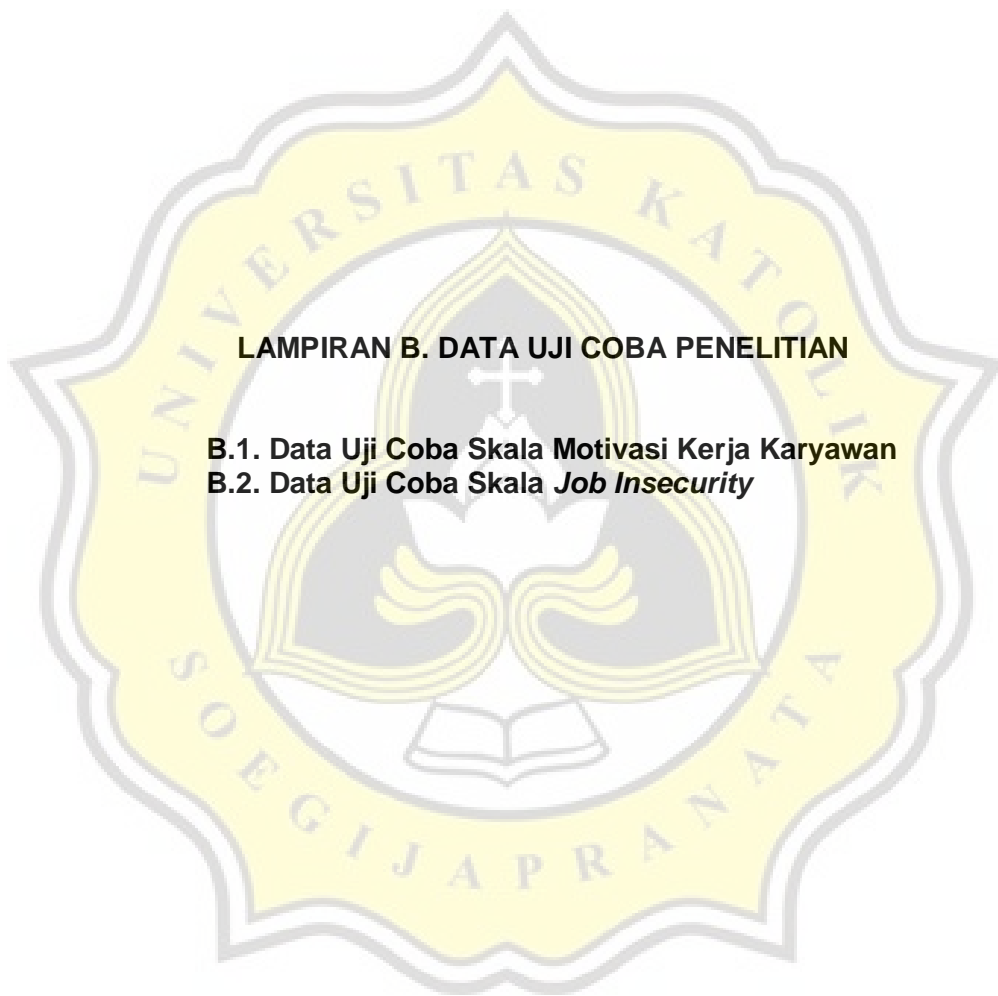 UNIVERSITAS KATOLIK
LAMPIRAN B. DATA UJI COBA PENELITIAN
B.1. Data Uji Coba Skala Motivasi Kerja Karyawan
B.2. Data Uji Coba Skala Job Insecurity
SOEGIJAPRANATA